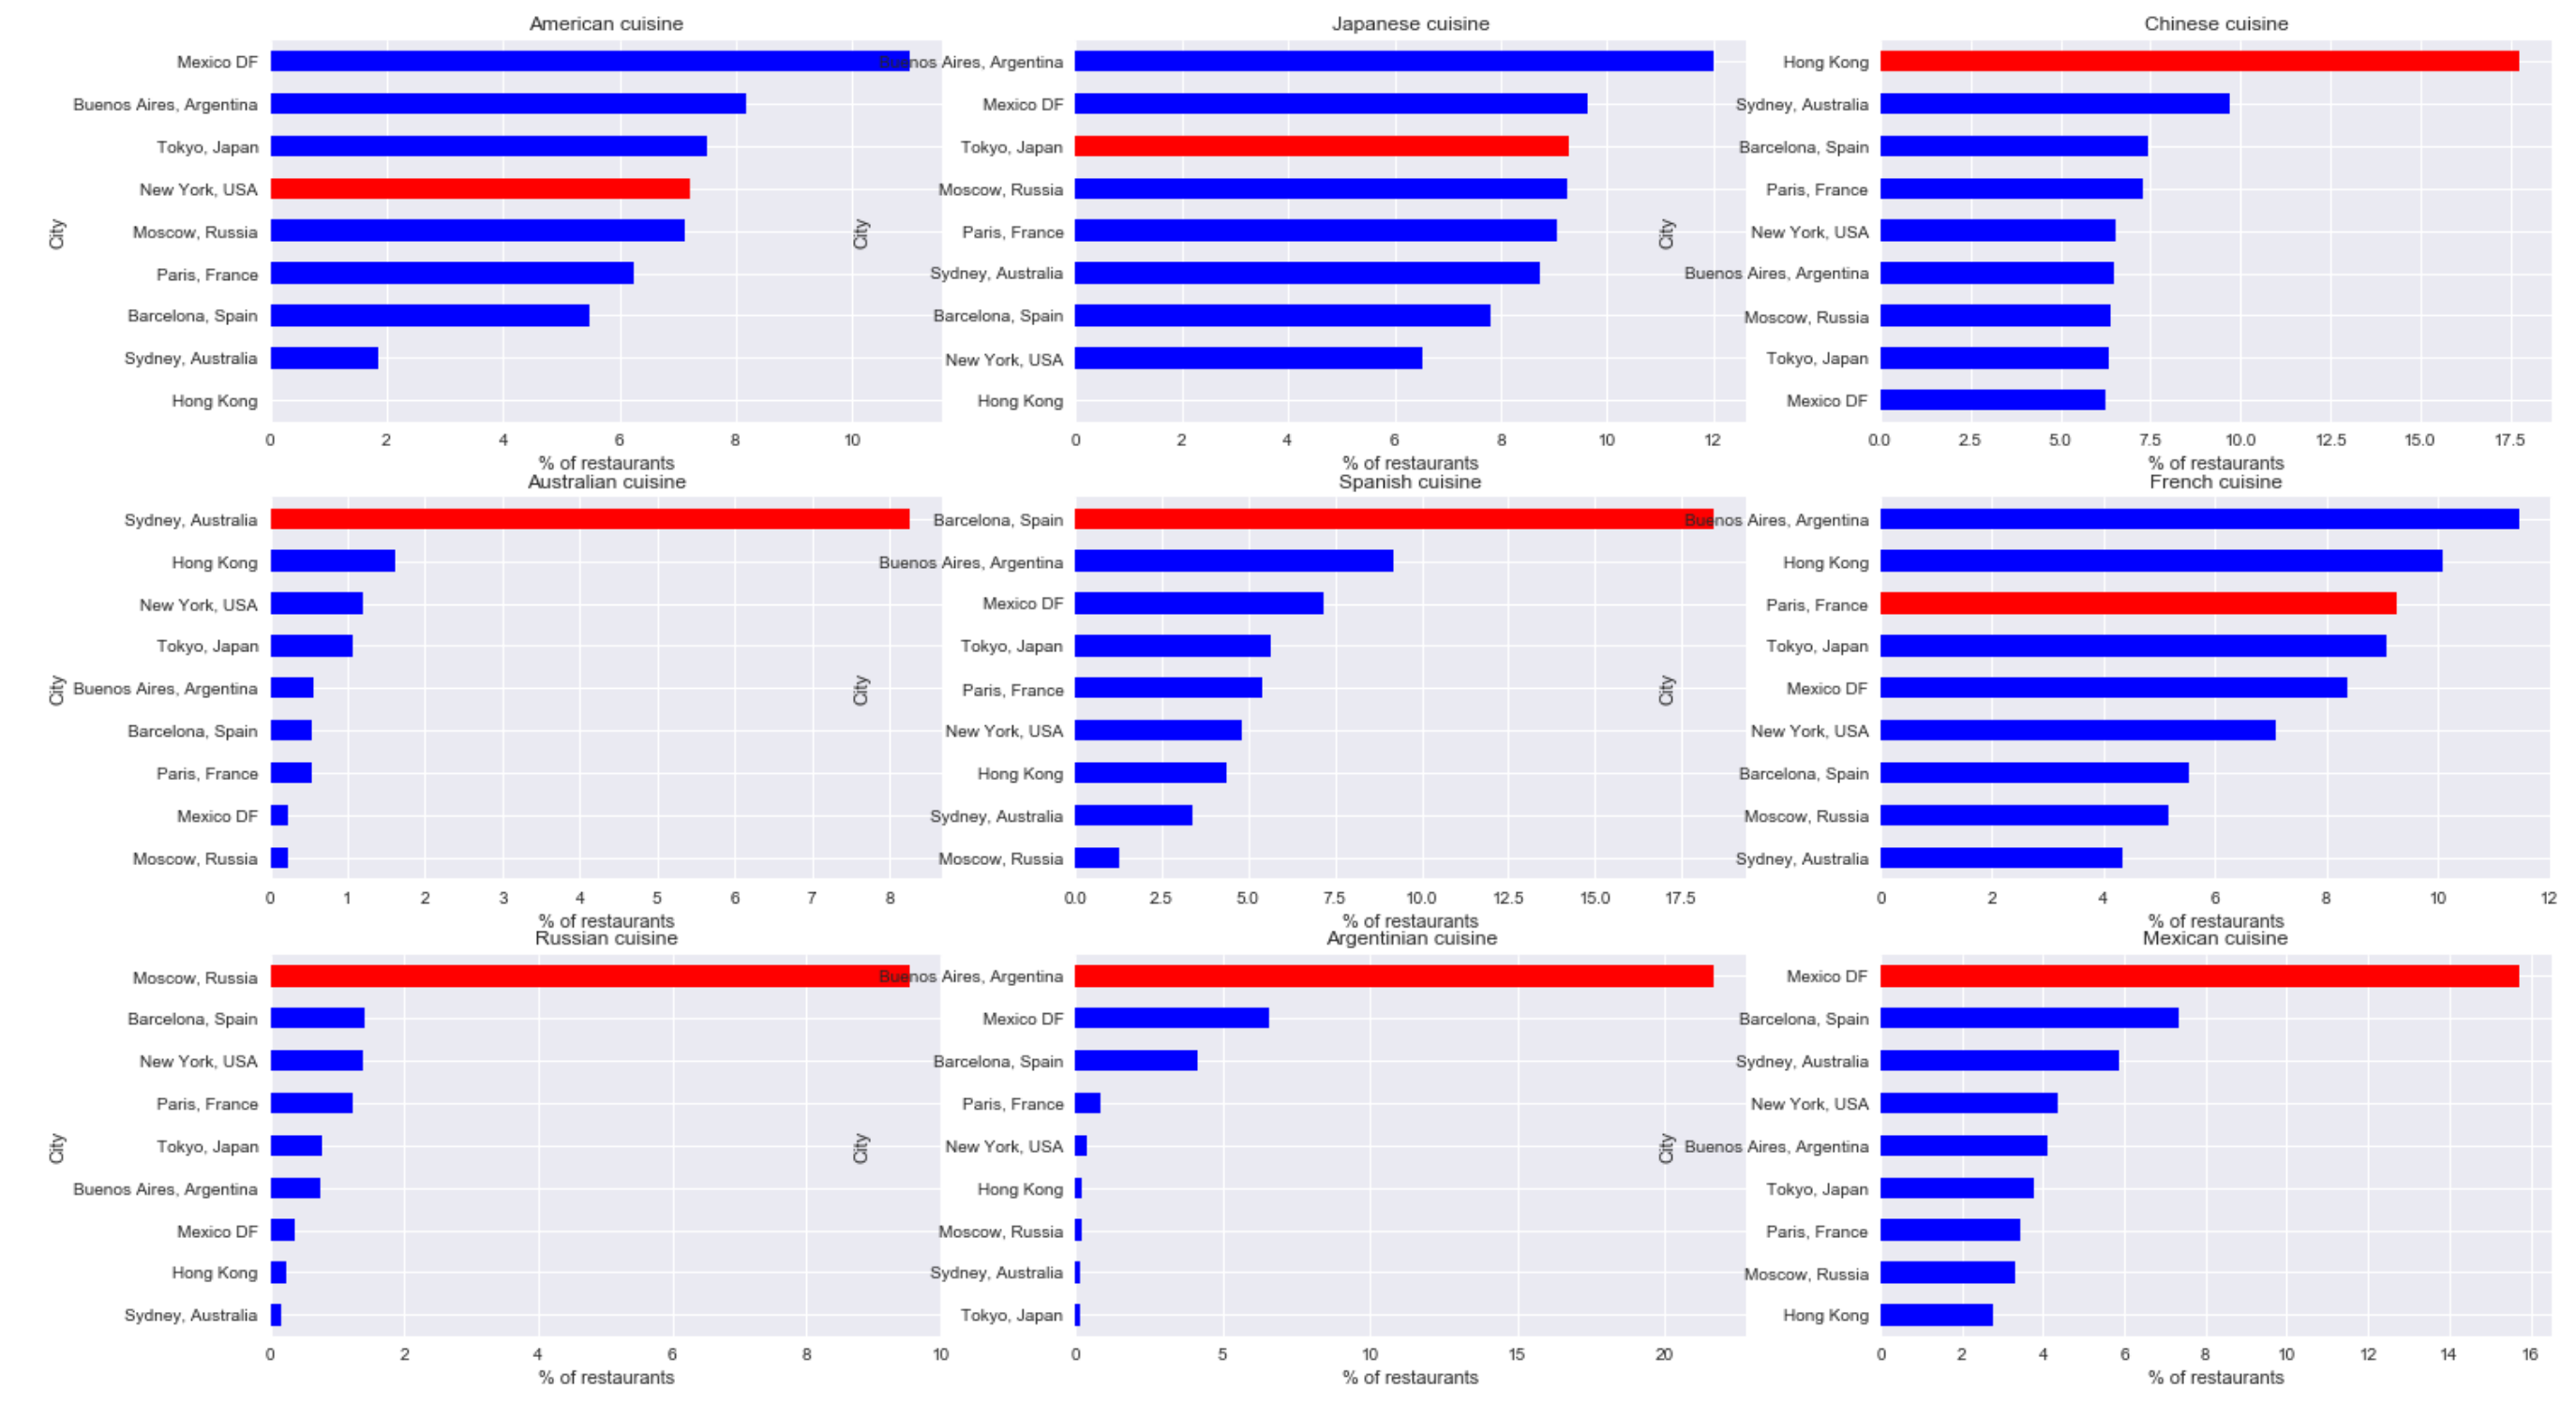 American cuisine
Mexico DF
Buenos Aires, Argentina
Tokyo, Japan
New York, USA
Moscow, Russia
Paris, France
Barcelona, Spain
Sydney, Australia
Hong Kong
City
0 2 4 6 8 10
% of restaurants
Japanese cuisine
Buenos Aires, Argentina
Mexico DF
Tokyo, Japan
Moscow, Russia
Paris, France
Sydney, Australia
Barcelona, Spain
New York, USA
Hong Kong
City
0 2 4 6 8 10 12
% of restaurants
Chinese cuisine
Hong Kong
Sydney, Australia
Barcelona, Spain
Paris, France
New York, USA
Buenos Aires, Argentina
Moscow, Russia
Tokyo, Japan
Mexico DF
City
0.0 2.5 5.0 7.5 10.0 12.5 15.0 17.5
% of restaurants
Australian cuisine
Sydney, Australia
Hong Kong
New York, USA
Tokyo, Japan
Buenos Aires, Argentina
Barcelona, Spain
Paris, France
Mexico DF
Moscow, Russia
City
0 1 2 3 4 5 6 7 8
% of restaurants
Spanish cuisine
Barcelona, Spain
Buenos Aires, Argentina
Mexico DF
Tokyo, Japan
Paris, France
New York, USA
Hong Kong
Sydney, Australia
Moscow, Russia
City
0.0 2.5 5.0 7.5 10.0 12.5 15.0 17.5
% of restaurants
French cuisine
Buenos Aires, Argentina
Hong Kong
Paris, France
Tokyo, Japan
Mexico DF
New York, USA
Barcelona, Spain
Moscow, Russia
Sydney, Australia
City
0 2 4 6 8 10 12
% of restaurants
Russian cuisine
Moscow, Russia
Barcelona, Spain
New York, USA
Paris, France
Tokyo, Japan
Buenos Aires, Argentina
Mexico DF
Hong Kong
Sydney, Australia
City
0 2 4 6 8 10
% of restaurants
Argentinian cuisine
Buenos Aires, Argentina
Mexico DF
Barcelona, Spain
Paris, France
New York, USA
Hong Kong
Moscow, Russia
Sydney, Australia
Tokyo, Japan
City
0 5 10 15 20
% of restaurants
Mexican cuisine
Mexico DF
Barcelona, Spain
Sydney, Australia
New York, USA
Buenos Aires, Argentina
Tokyo, Japan
Paris, France
Moscow, Russia
Hong Kong
City
0 2 4 6 8 10 12 14 16
% of restaurants